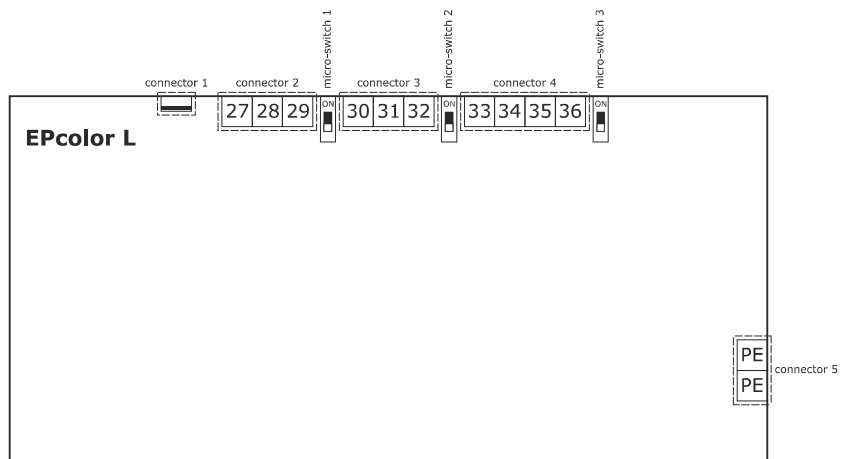 micro-switch 1
micro-switch 2
micro-switch 3
connector 1
connector 2
connector 3
connector 4
27 28 29
ON
30 31 32
ON
33 34 35 36
ON
EPcolor L
PE
connector 5
PE